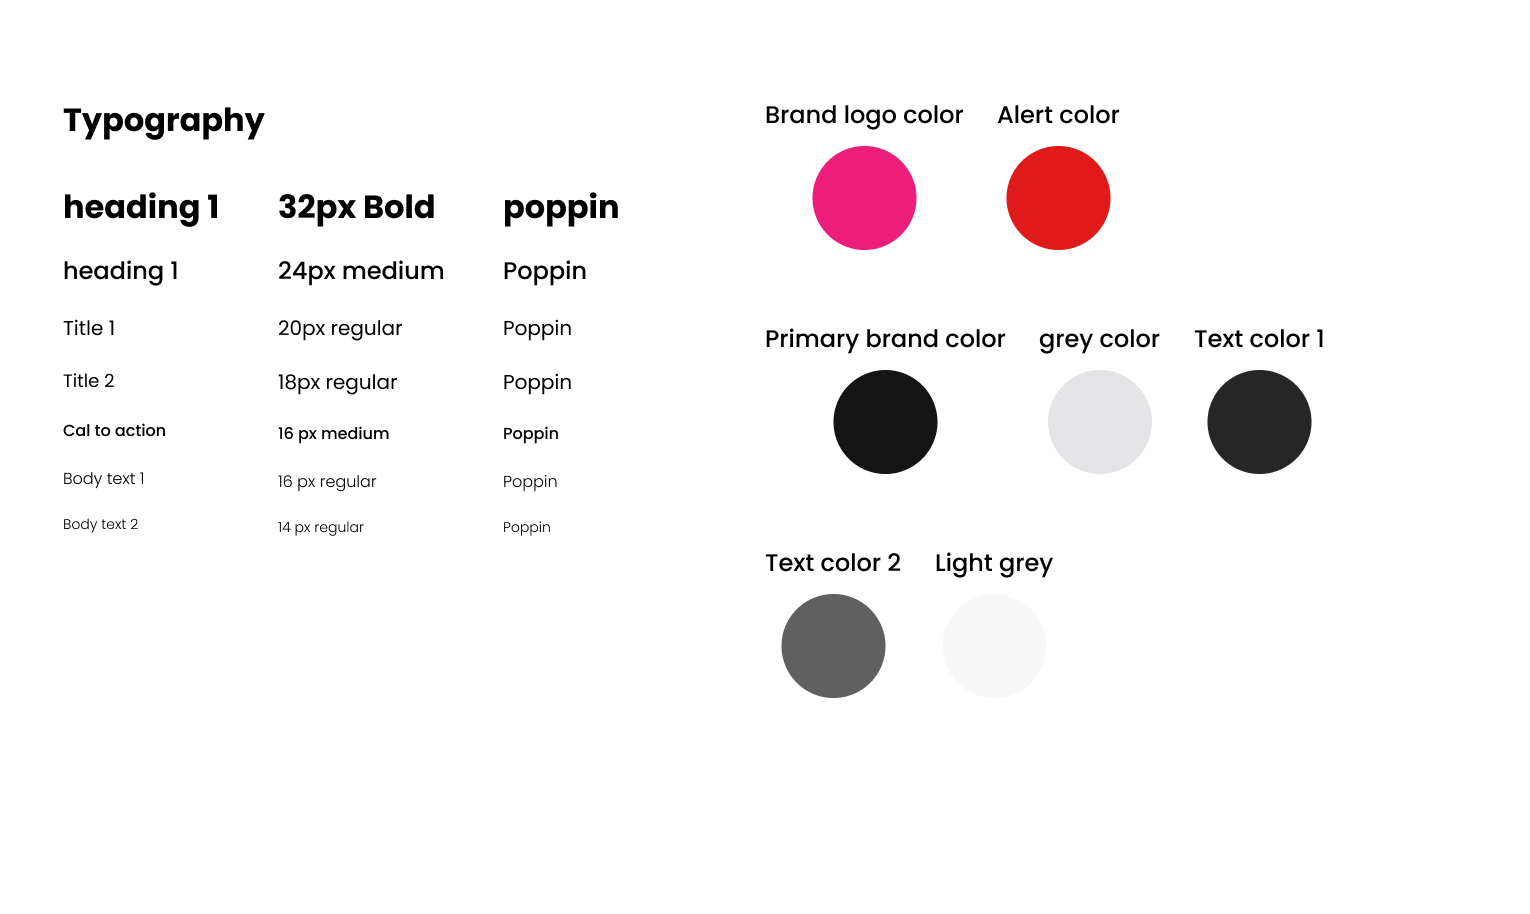 Typography
heading 1 32px Bold poppin
heading 1 24px medium Poppin
Title 1 20px regular Poppin
Title 2 18px regular Poppin
Cal to action 16 px medium Poppin
Body text 1 16 px regular Poppin
Body text 2 14 px regular Poppin
Brand logo color Alert color
Primary brand color grey color Text color 1
Text color 2 Light grey